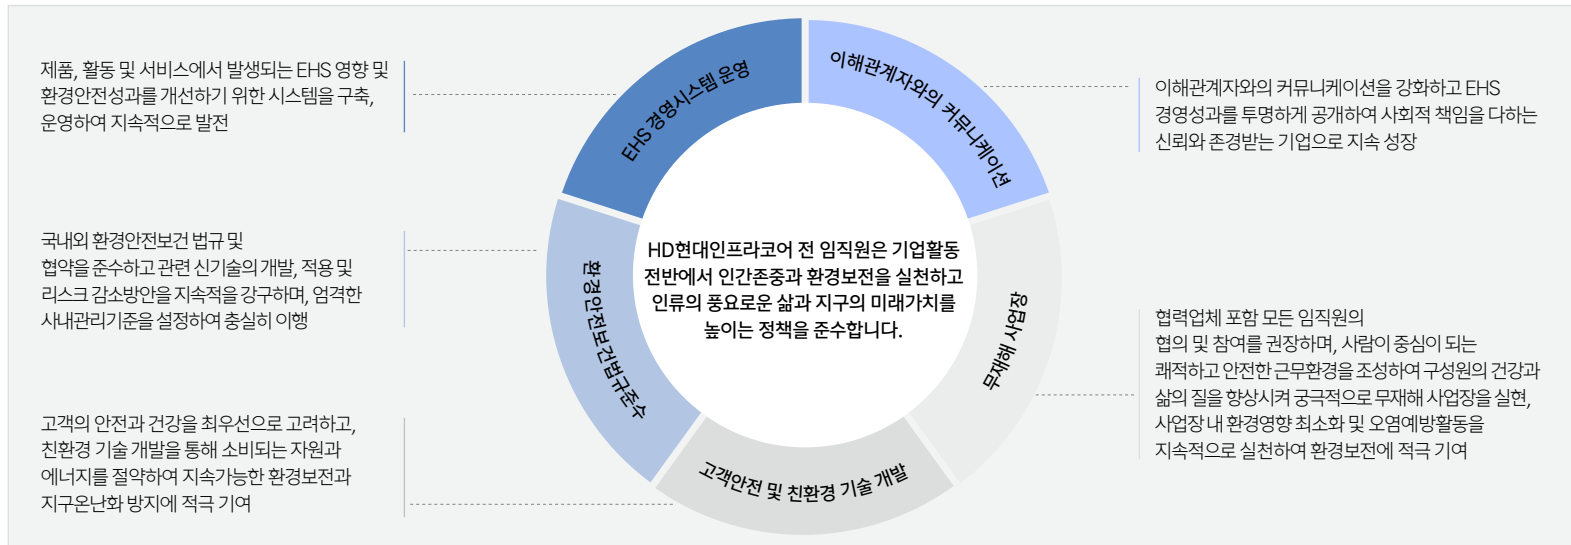 제품, 활동 및 서비스에서 발생되는 EHS 영향 및
환경안전성과를 개선하기 위한 시스템을 구축,
운영하여 지속적으로 발전
국내외 환경안전보건 법규 및
협약을 준수하고 관련 신기술의 개발, 적용 및
리스크 감소방안을 지속적을 강구하며, 엄격한
사내관리기준을 설정하여 충실히 이행
고객의 안전과 건강을 최우선으로 고려하고,
친환경 기술 개발을 통해 소비되는 자원과
에너지를 절약하여 지속가능한 환경보전과
지구온난화 방지에 적극 기여
EHS 경영시스템 운영
이해관계자와의 커뮤니케이션
환경안전보건법규준수
무재해 사업장
고객안전 및 친환경 기술 개발
HD현대인프라코어 전 임직원은 기업활동
전반에서 인간존중과 환경보전을 실천하고
인류의 풍요로운 삶과 지구의 미래가치를
높이는 정책을 준수합니다.
이해관계자와의 커뮤니케이션을 강화하고 EHS
경영성과를 투명하게 공개하여 사회적 책임을 다하는
신뢰와 존경받는 기업으로 지속 성장
협력업체 포함 모든 임직원의
협의 및 참여를 권장하며, 사람이 중심이 되는
쾌적하고 안전한 근무환경을 조성하여 구성원의 건강과
삶의 질을 향상시켜 궁극적으로 무재해 사업장을 실현,
사업장 내 환경영향 최소화 및 오염예방활동을
지속적으로 실천하여 환경보전에 적극 기여